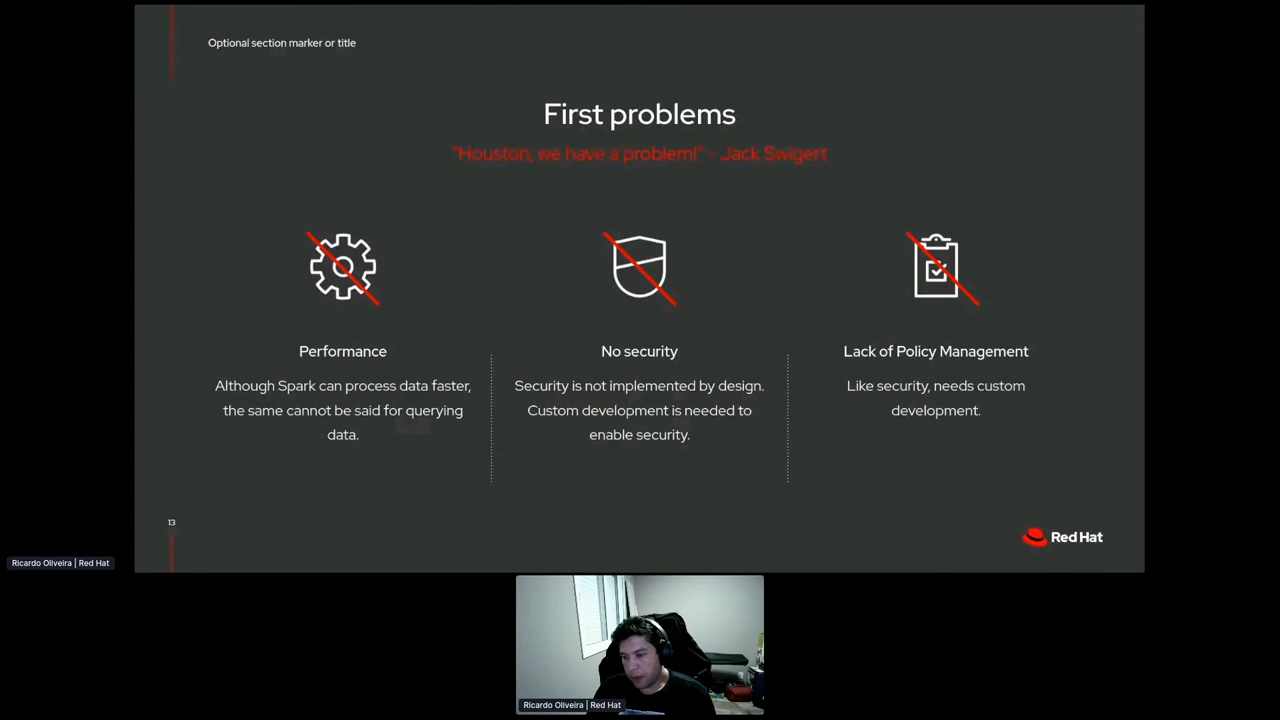 Optional section marker or title
First problems
"Houston, we have a problem!" - Jack Swigert
Performance
Although Spark can process data faster,
the same cannot be said for querying
data.
No security
Security is not implemented by design.
Custom development is needed to
enable security.
Lack of Policy Management
Like security, needs custom
development.
13
Red Hat
Ricardo Oliveira | Red Hat
Ricardo Oliveira | Red Hat